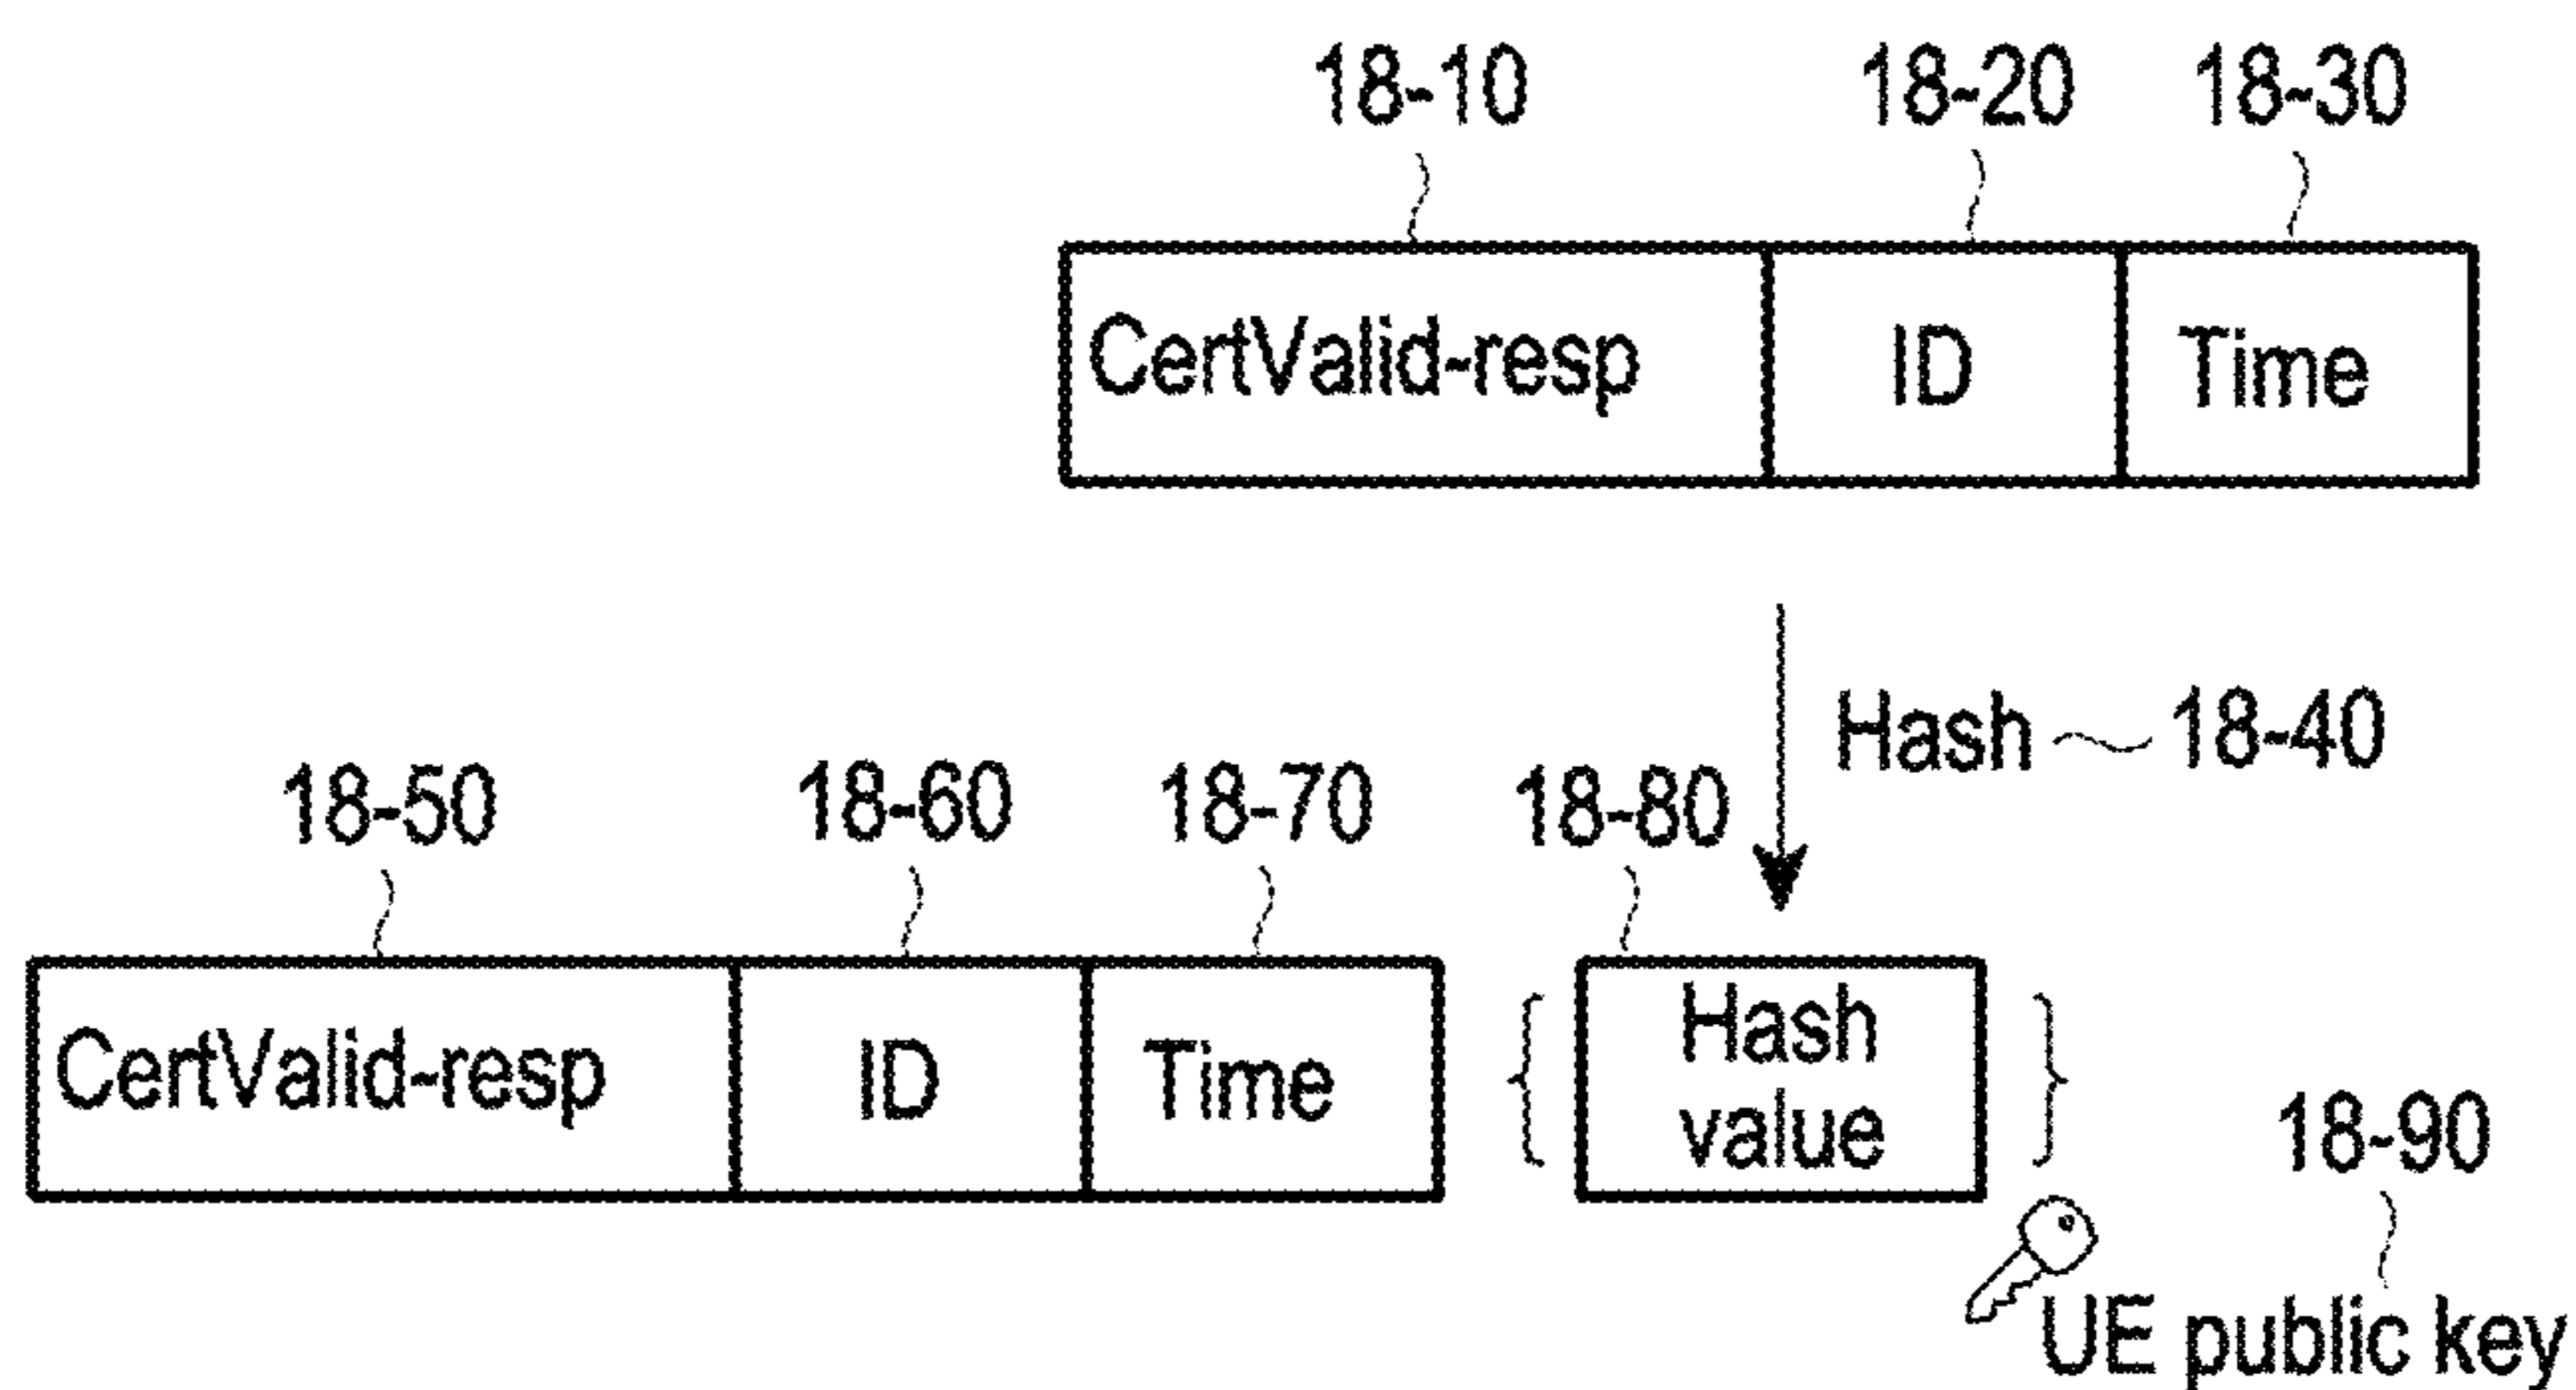 18-10 18-20 18-30
CertValid-resp ID Time
Hash 18-40
18-50 18-60 18-70 18-80
CertValid-resp ID Time
Hash
value
18-90
UE public key